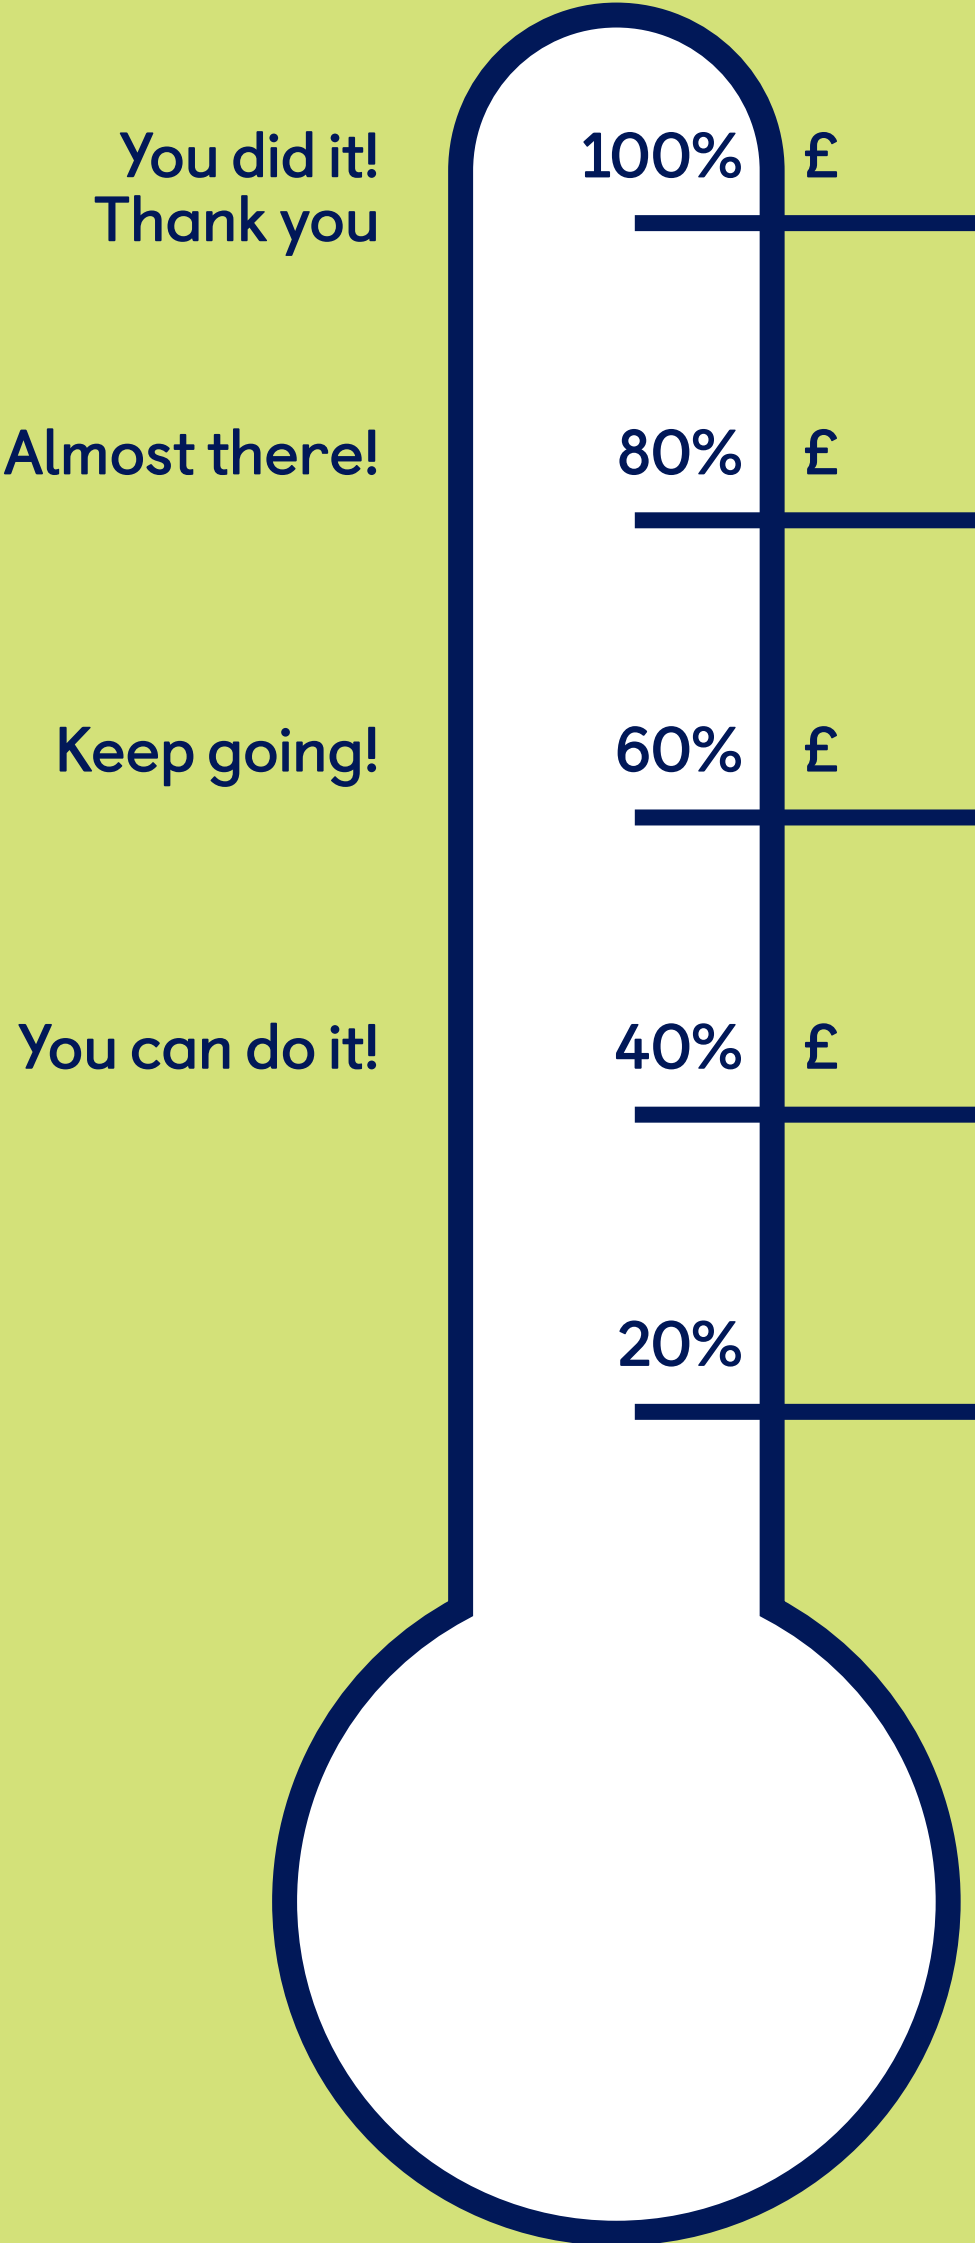 You did it! 100% £
Thank you
Almost there! 80% £
Keep going! 60% £
You can do it! 40% £
20%